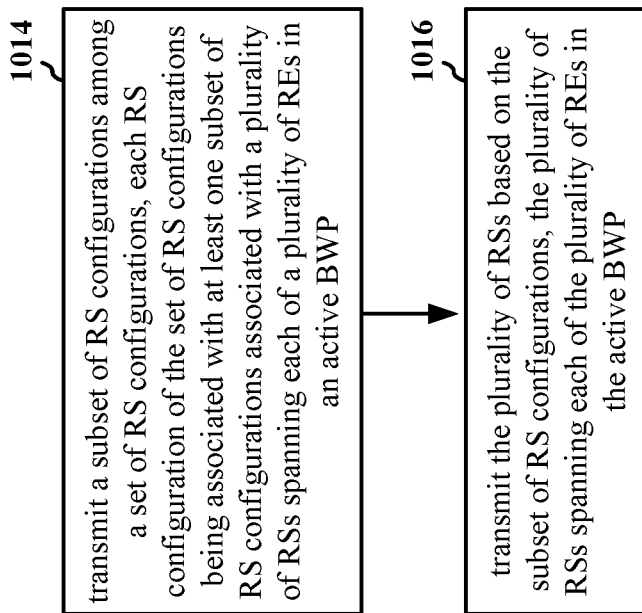 1014
transmit a subset of RS configurations among
a set of RS configurations, each RS
configuration of the set of RS configurations
being associated with at least one subset of
RS configurations associated with a plurality
of RSs spanning each of a plurality of REs in
an active BWP
1016
transmit the plurality of RSs based on the
subset of RS configurations, the plurality of
RSs spanning each of the plurality of REs in
the active BWP